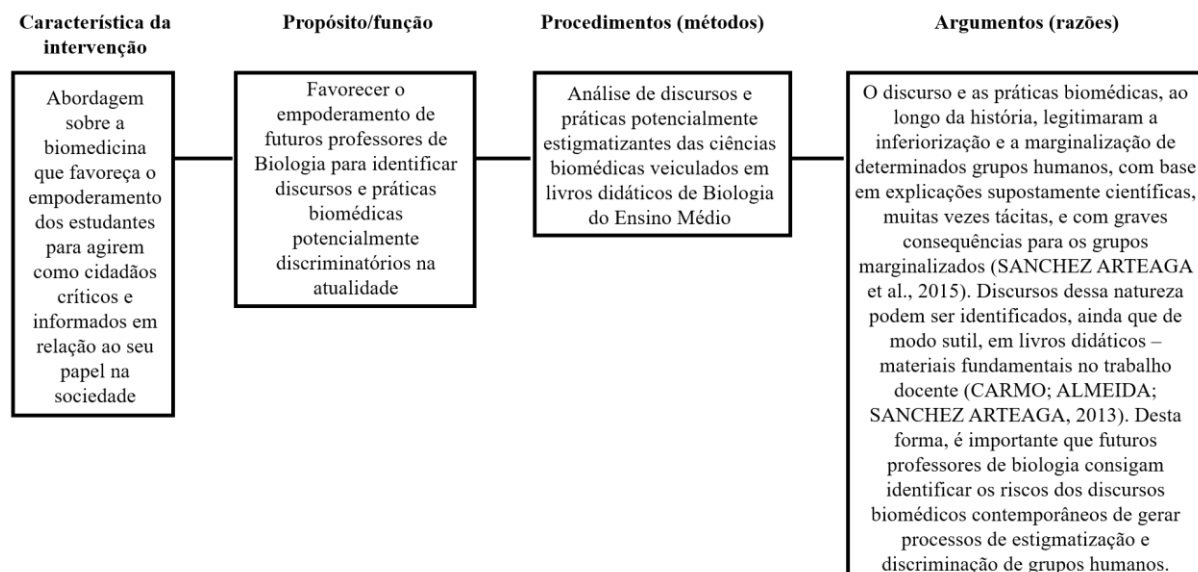 Característica da
intervenção
Propósito/função
Procedimentos (métodos)
Argumentos (razões)
Abordagem
sobre a
biomedicina
que favoreça o
empoderamento
dos estudantes
para agirem
como cidadãos
críticos e
informados em
relação ao seu
papel na
sociedade
Favorecer o
empoderamento de
futuros professores de
Biologia para identificar
discursos e práticas
biomédicas
potencialmente
discriminatórios na
atualidade
Análise de discursos e
práticas potencialmente
estigmatizantes das ciências
biomédicas veiculados em
livros didáticos de Biologia
do Ensino Médio
O discurso e as práticas biomédicas, ao
longo da história, legitimaram a
inferiorização e a marginalização de
determinados grupos humanos, com base
em explicações supostamente científicas,
muitas vezes tácitas, e com graves
consequências para os grupos
marginalizados (SANCHEZ ARTEAGA
et al., 2015). Discursos dessa natureza
podem ser identificados, ainda que de
modo sutil, em livros didáticos –
materiais fundamentais no trabalho
docente (CARMO; ALMEIDA;
SANCHEZ ARTEAGA, 2013). Desta
forma, é importante que futuros
professores de biologia consigam
identificar os riscos dos discursos
biomédicos contemporâneos de gerar
processos de estigmatização e
discriminação de grupos humanos.